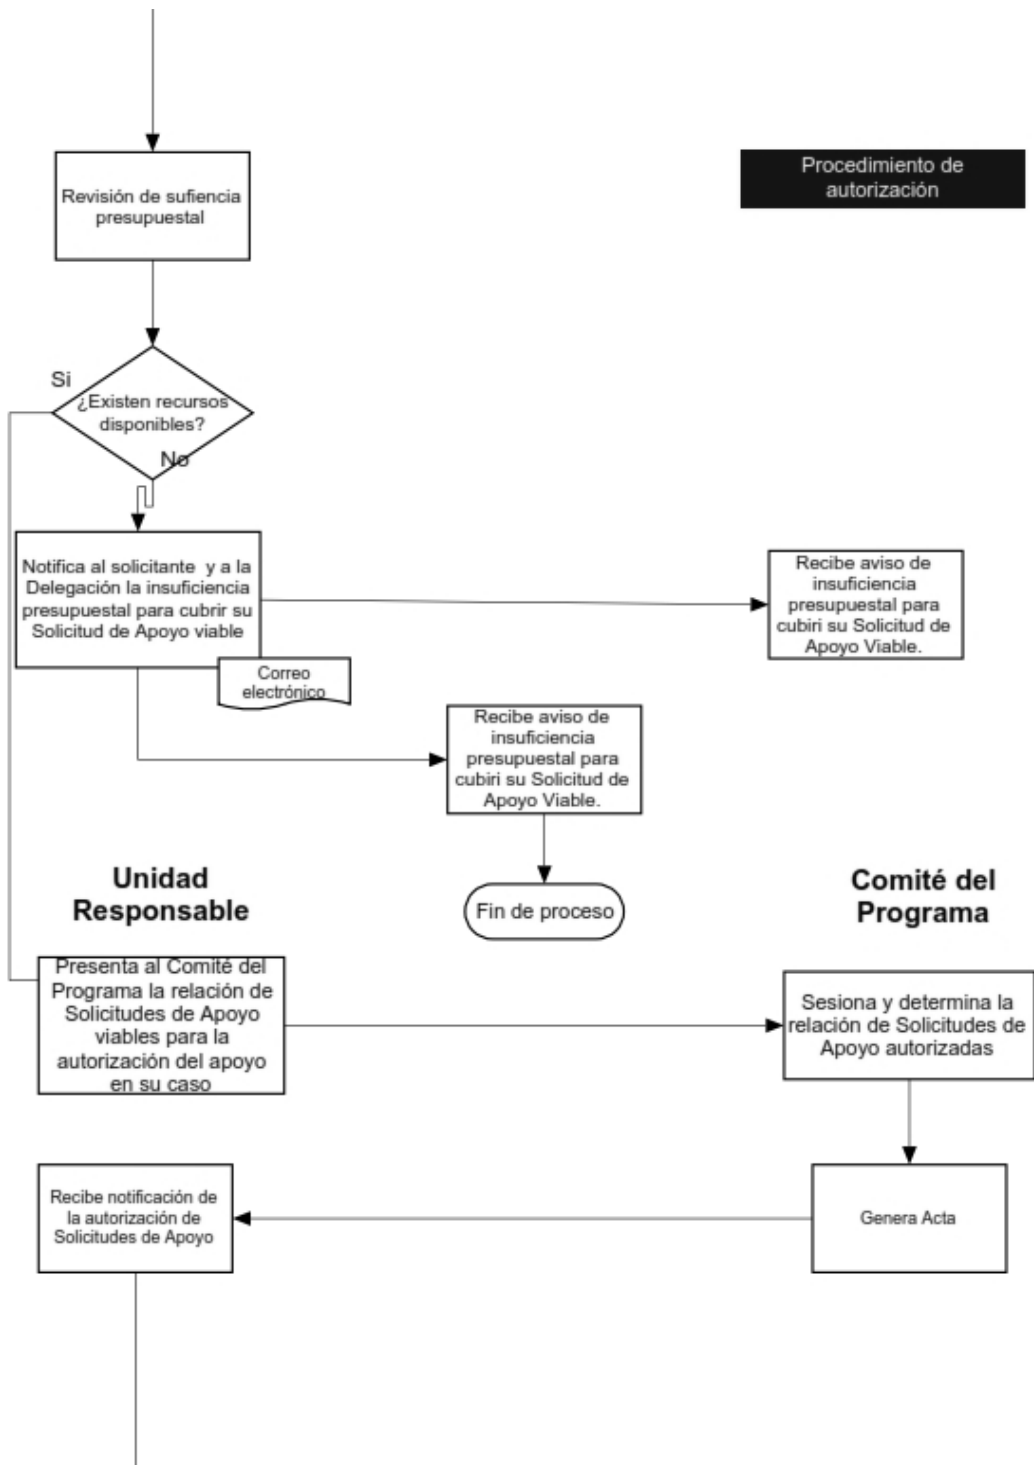 Procedimiento de
autorización
Revisión de sufiencia
presupuestal
Si
¿Existen recursos
disponibles?
No
Notifica al solicitante y a la
Delegación la insuficiencia
presupuestal para cubrir su
Solicitud de Apoyo viable
Correo
electrónico
Recibe aviso de
insuficiencia
presupuestal para
cubiri su Solicitud de
Apoyo Viable.
Recibe aviso de
insuficiencia
presupuestal para
cubiri su Solicitud de
Apoyo Viable.
Fin de proceso
Unidad
Responsable
Comité del
Programa
Presenta al Comité del
Programa la relación de
Solicitudes de Apoyo
viables para la
autorización del apoyo
en su caso
Sesiona y determina la
relación de Solicitudes de
Apoyo autorizadas
Genera Acta
Recibe notificación de
la autorización de
Solicitudes de Apoyo